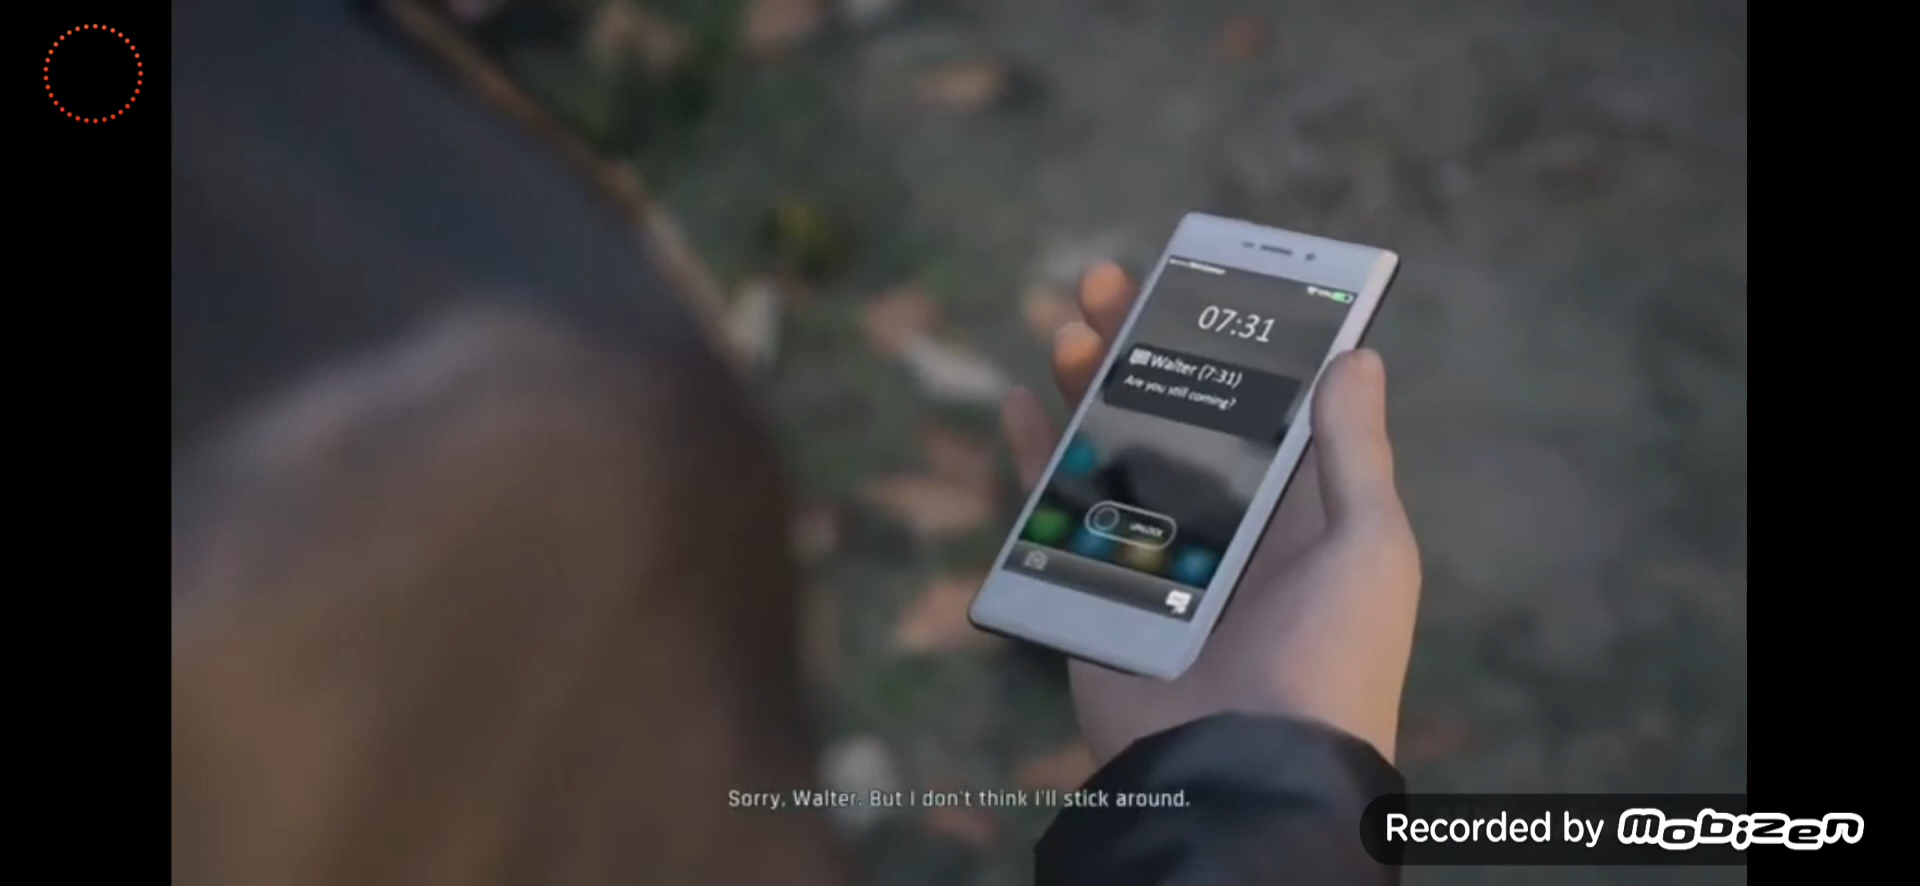 07:31
Walter (7:31)
Are you still coming?
UNLOCK
Sorry, Walter. But I don't think I'll stick around.
Recorded by Mobizen